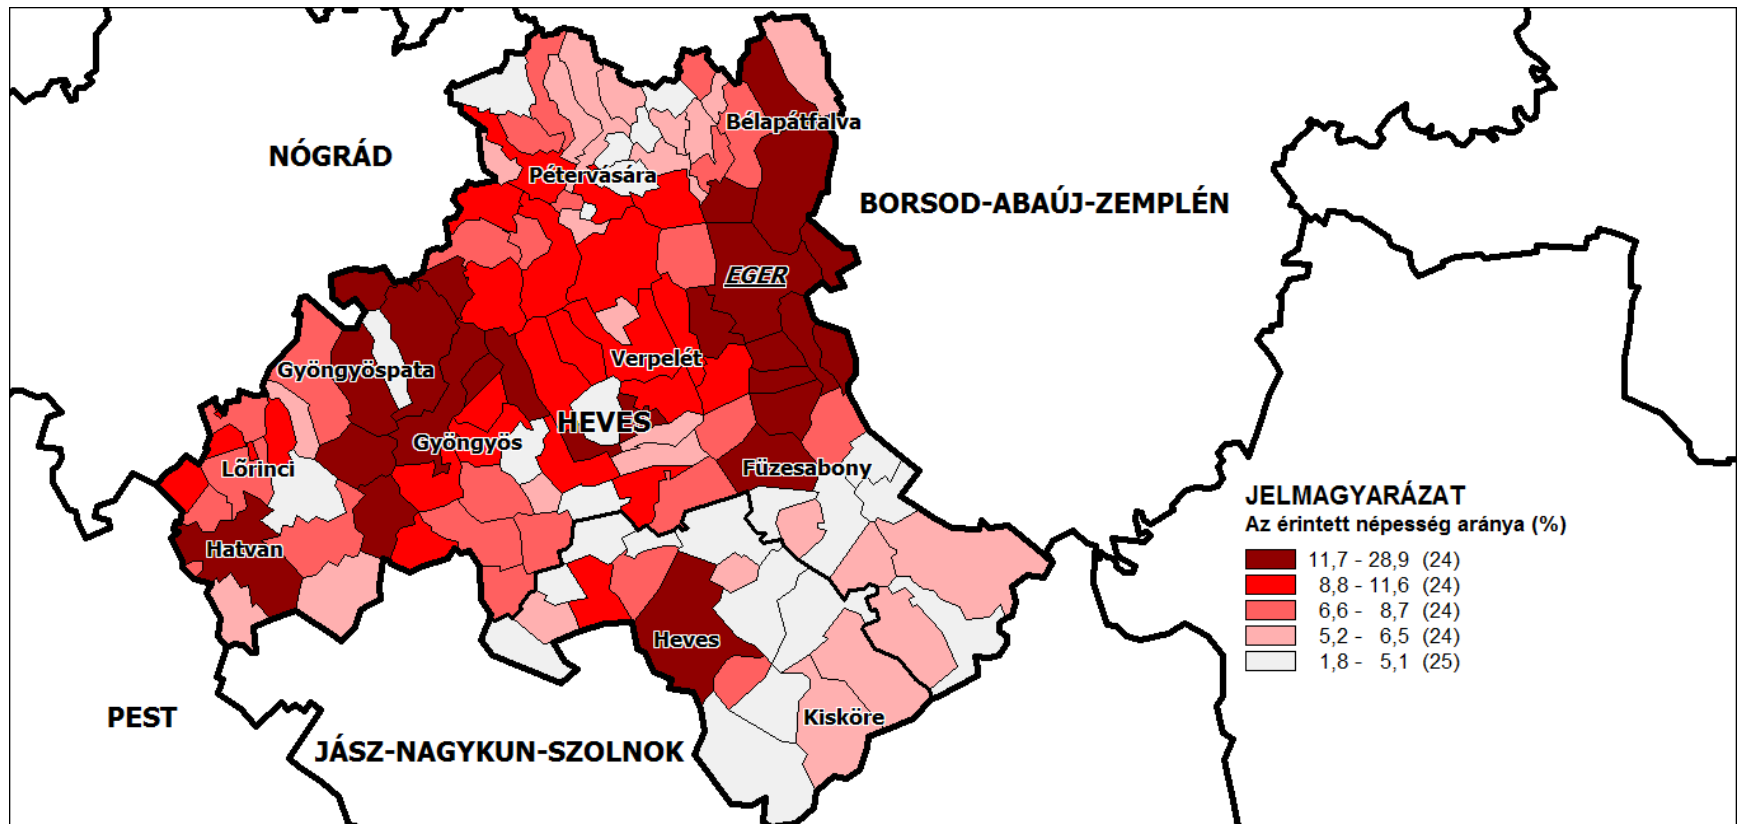 Bélapátfalva
NÓGRÁD
Pétervására
BORSOD-ABAÚJ-ZEMPLÉN
EGER
Verpelét
Gyöngyöspata
HEVES
Gyöngyös
Lõrinci
Füzesabony
JELMAGYARÁZAT
Az érintett népesség aránya (%)
11,7 - 28,9 (24)
8,8 - 11,6 (24)
6,6 - 8,7 (24)
5,2 - 6,5 (24)
1,8 - 5,1 (25)
Hatvan
Heves
PEST
Kisköre
JÁSZ-NAGYKUN-SZOLNOK